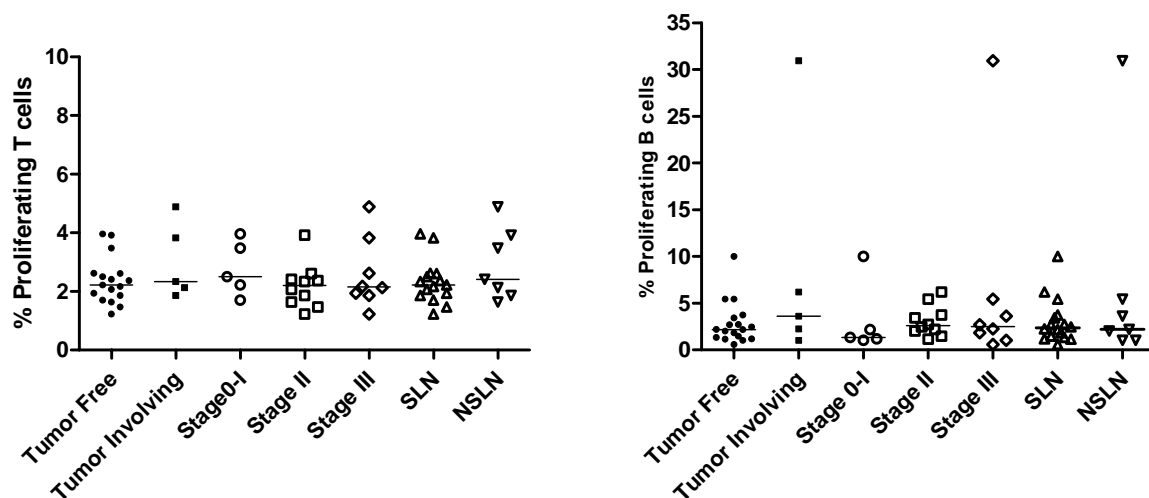 % Proliferating T cells
10
8
6
4
2
0
Tumor Free
Tumor Involving
Stage0-I
Stage II
Stage III
SLN
NSLN
% Proliferating B cells
35
30
25
20
15
10
5
0
Tumor Free
Tumor Involving
Stage 0-I
Stage II
Stage III
SLN
NSLN